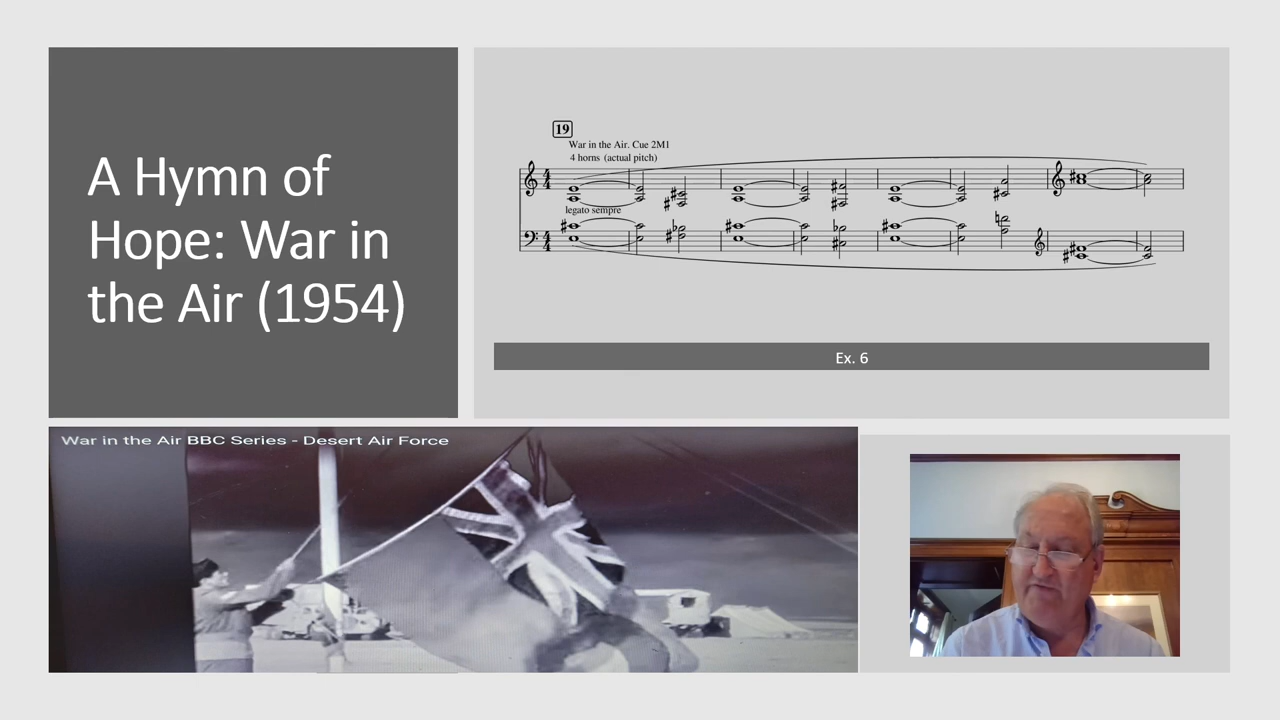 A Hymn of
Hope: War in
the Air (1954)
19
War in the Air. Cue 2M1
4 horns (actual pitch)
legato sempre
Ex. 6
War in the Air BBC Series - Desert Air Force